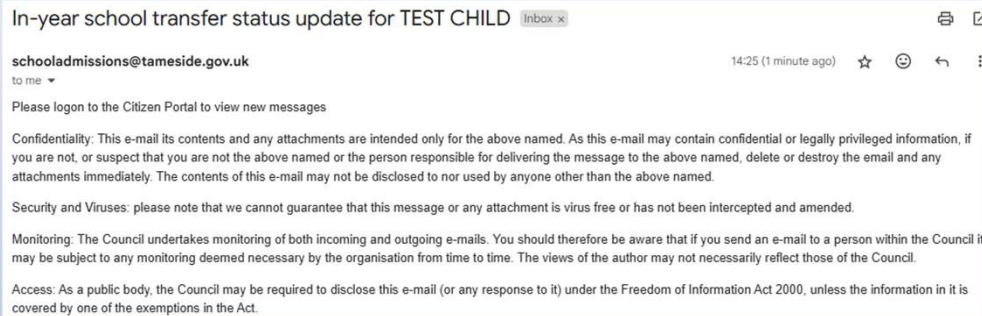 In-year school transfer status update for TEST CHILD Inbox ×
schooladmissions@tameside.gov.uk 14:25 (1 minute ago)
to me
Please logon to the Citizen Portal to view new messages
Confidentiality: This e-mail its contents and any attachments are intended only for the above named. As this e-mail may contain confidential or legally privileged information, if
you are not, or suspect that you are not the above named or the person responsible for delivering the message to the above named, delete or destroy the email and any
attachments immediately. The contents of this e-mail may not be disclosed to nor used by anyone other than the above named.
Security and Viruses: please note that we cannot guarantee that this message or any attachment is virus free or has not been intercepted and amended.
Monitoring: The Council undertakes monitoring of both incoming and outgoing e-mails. You should therefore be aware that if you send an e-mail to a person within the Council it
may be subject to any monitoring deemed necessary by the organisation from time to time. The views of the author may not necessarily reflect those of the Council.
Access: As a public body, the Council may be required to disclose this e-mail (or any response to it) under the Freedom of Information Act 2000, unless the information in it is
covered by one of the exemptions in the Act.